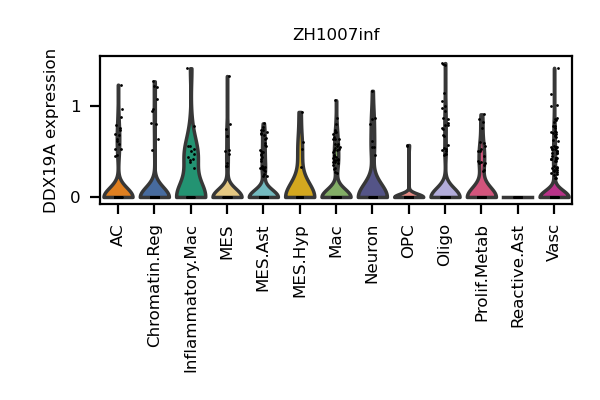 ZH1007inf
DDX19A expression
1
0
AC
Chromatin.Reg
Inflammatory.Mac
MES
MES.Ast
MES.Hyp
Mac
Neuron
OPC
Oligo
Prolif.Metab
Reactive.Ast
Vasc